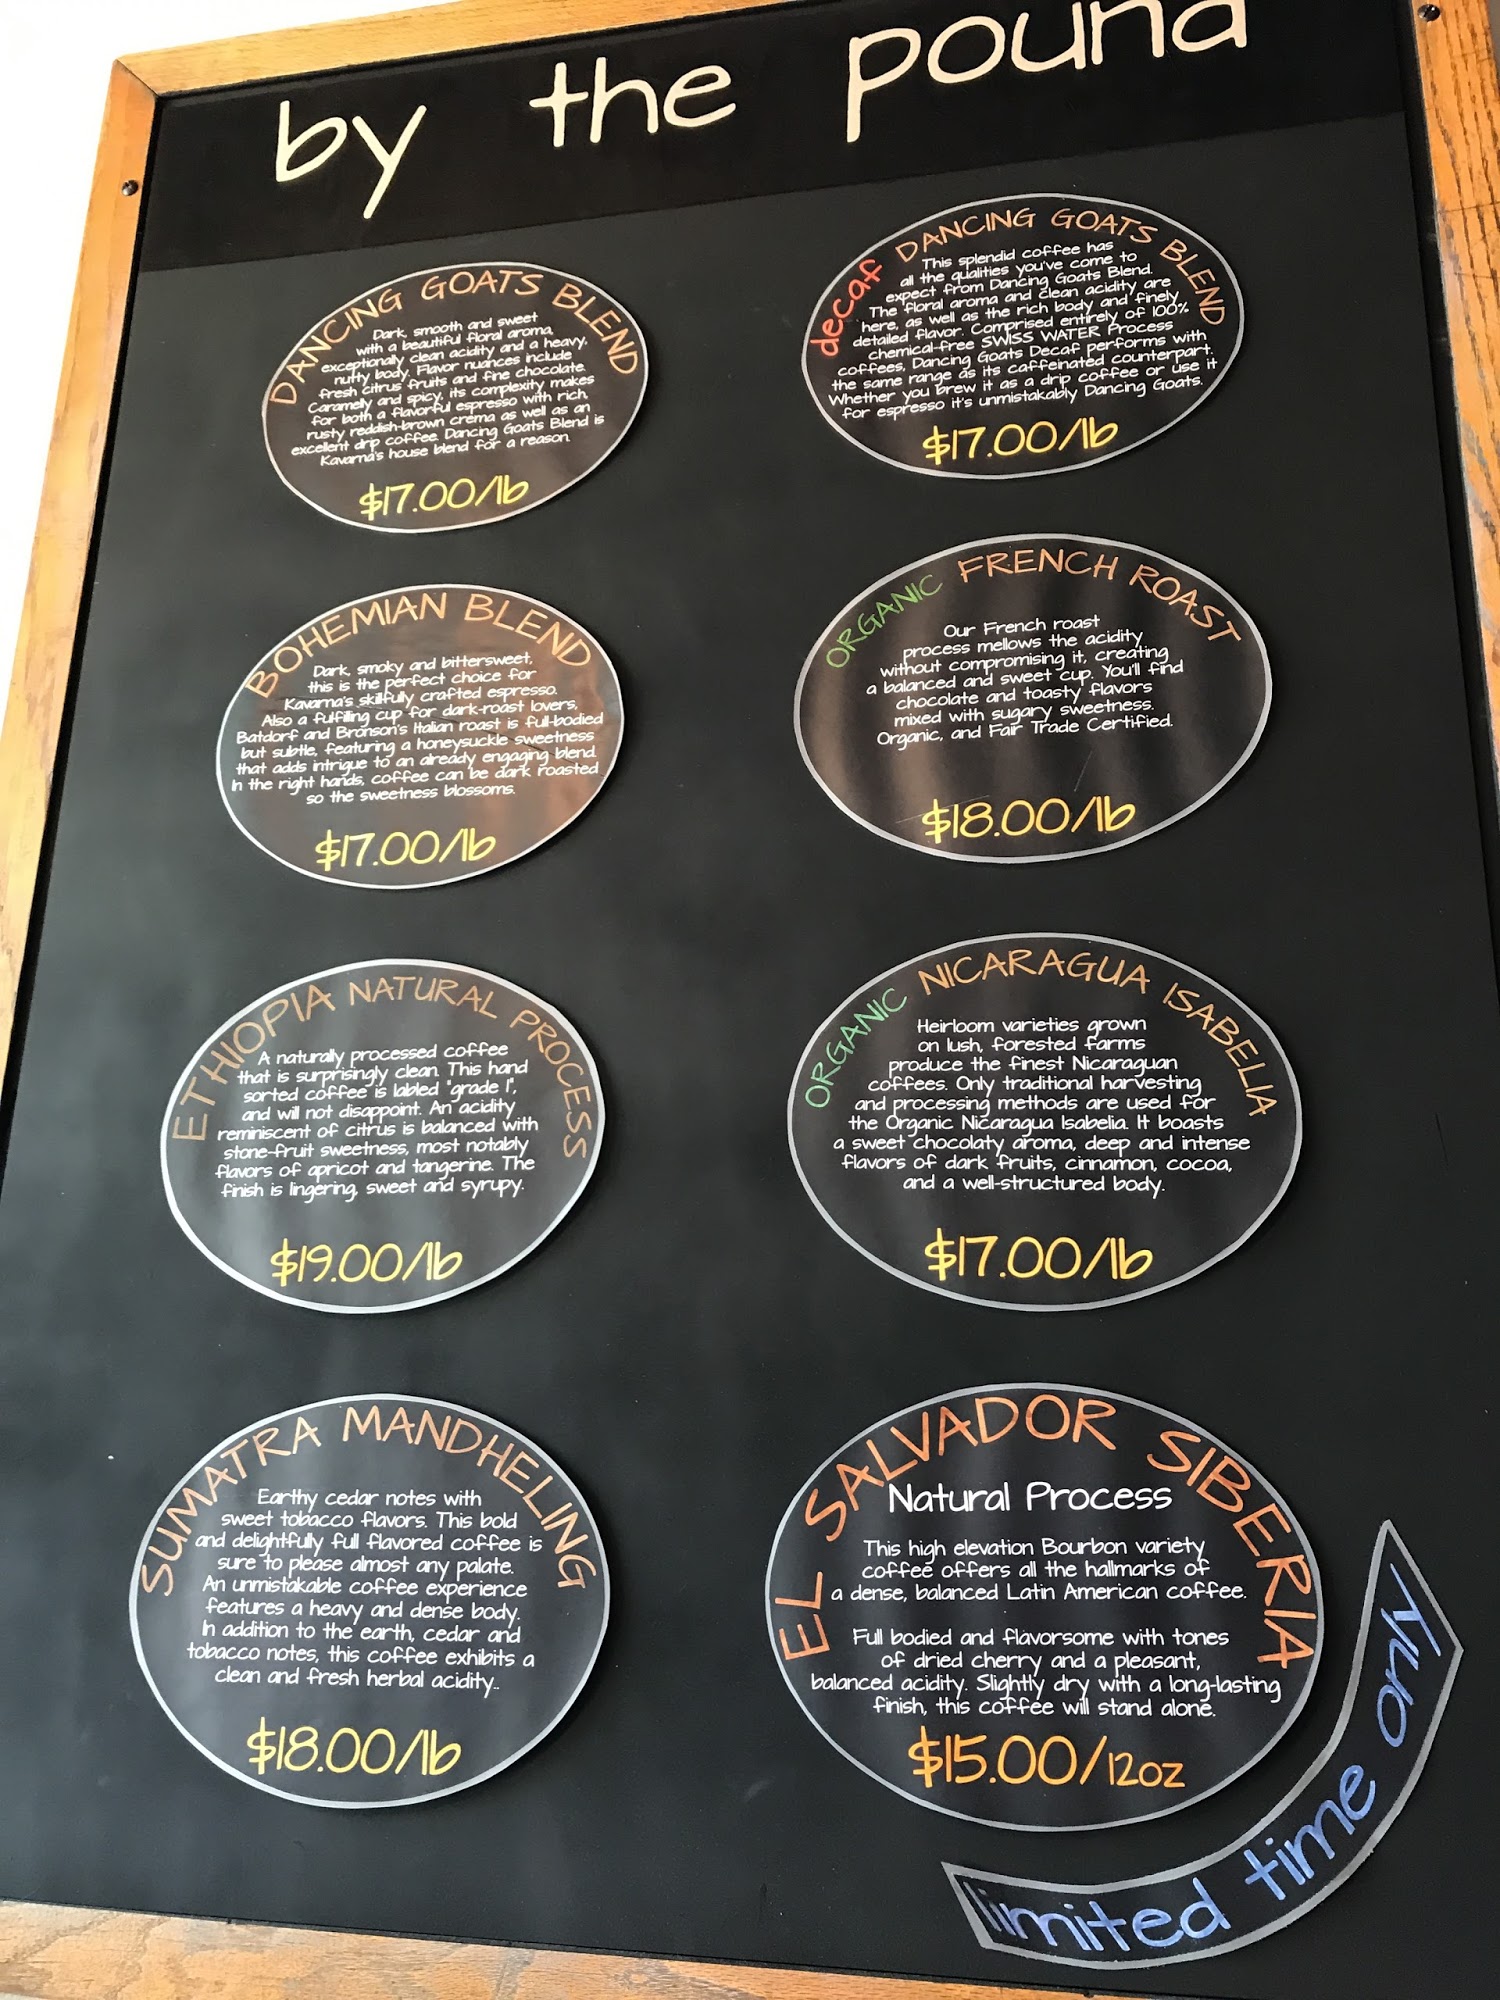 by the pound
DANCING GOATS BLEND
Dark, smooth and sweet
with a beautiful floral aroma,
exceptionally clean acidity and a heavy,
nutty body. Flavor nuances include
fresh citrus fruits and fine chocolate.
Caramelly and spicy, its complexity makes
for both a flavorful espresso with rich,
rusty reddish-brown crema as well as an
excellent drip coffee. Dancing Goats Blend is
Kavarna's house blend for a reason.
$17.00/lb
decaf DANCING GOATS BLEND
This splendid coffee has
all the qualities you've come to
expect from Dancing Goats Blend.
The floral aroma and clean acidity are
here, as well as the rich body and finely
detailed flavor. Comprised entirely of 100%
chemical-free SWISS WATER Process
coffees, Dancing Goats Decaf performs with
the same range as its caffeinated counterpart.
Whether you brew it as a drip coffee or use it
for espresso it's unmistakably Dancing Goats.
$17.00/lb
BOHEMIAN BLEND
Dark, smoky and bittersweet,
this is the perfect choice for
Kavarna's skillfully crafted espresso.
Also a fulfilling cup for dark-roast lovers,
Batdorf and Bronson's Italian roast is full-bodied
but subtle, featuring a honeysuckle sweetness
that adds intrigue to an already engaging blend.
In the right hands, coffee can be dark roasted
so the sweetness blossoms.
$17.00/lb
ORGANIC FRENCH ROAST
Our French roast
process mellows the acidity
without compromising it, creating
a balanced and sweet cup. You'll find
chocolate and toasty flavors
mixed with sugary sweetness.
Organic, and Fair Trade Certified.
$18.00/lb
ETHIOPIA NATURAL PROCESS
A naturally processed coffee
that is surprisingly clean. This hand
sorted coffee is labled "grade 1",
and will not disappoint. An acidity
reminiscent of citrus is balanced with
stone-fruit sweetness, most notably
flavors of apricot and tangerine. The
finish is lingering, sweet and syrupy.
$19.00/lb
ORGANIC NICARAGUA ISABELIA
Heirloom varieties grown
on lush, forested farms
produce the finest Nicaraguan
coffees. Only traditional harvesting
and processing methods are used for
the Organic Nicaragua Isabelia. It boasts
a sweet chocolaty aroma, deep and intense
flavors of dark fruits, cinnamon, cocoa,
and a well-structured body.
$17.00/lb
SUMATRA MANDHELING
Earthy cedar notes with
sweet tobacco flavors. This bold
and delightfully full flavored coffee is
sure to please almost any palate.
An unmistakable coffee experience
features a heavy and dense body.
In addition to the earth, cedar and
tobacco notes, this coffee exhibits a
clean and fresh herbal acidity..
$18.00/lb
EL SALVADOR SIBERIA
Natural Process
This high elevation Bourbon variety
coffee offers all the hallmarks of
a dense, balanced Latin American coffee.
Full bodied and flavorsome with tones
of dried cherry and a pleasant,
balanced acidity. Slightly dry with a long-lasting
finish, this coffee will stand alone.
$15.00/12oz
limited time only